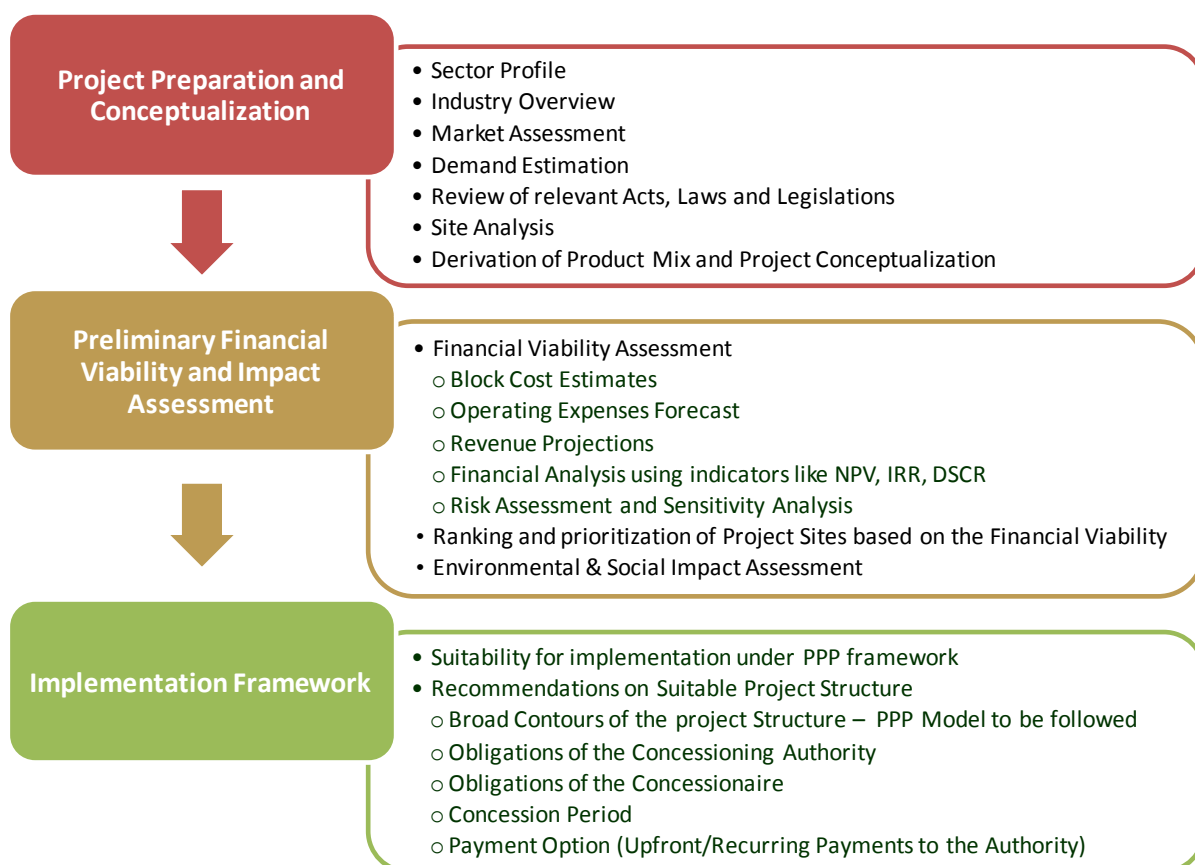 Project Preparation and
Conceptualization
• Sector Profile
• Industry Overview
• Market Assessment
• Demand Estimation
• Review of relevant Acts, Laws and Legislations
• Site Analysis
• Derivation of Product Mix and Project Conceptualization
Preliminary Financial
Viability and Impact
Assessment
• Financial Viability Assessment
o Block Cost Estimates
o Operating Expenses Forecast
o Revenue Projections
o Financial Analysis using indicators like NPV, IRR, DSCR
o Risk Assessment and Sensitivity Analysis
• Ranking and prioritization of Project Sites based on the Financial Viability
• Environmental & Social Impact Assessment
Implementation Framework
• Suitability for implementation under PPP framework
• Recommendations on Suitable Project Structure
o Broad Contours of the project Structure – PPP Model to be followed
o Obligations of the Concessioning Authority
o Obligations of the Concessionaire
o Concession Period
o Payment Option (Upfront/Recurring Payments to the Authority)